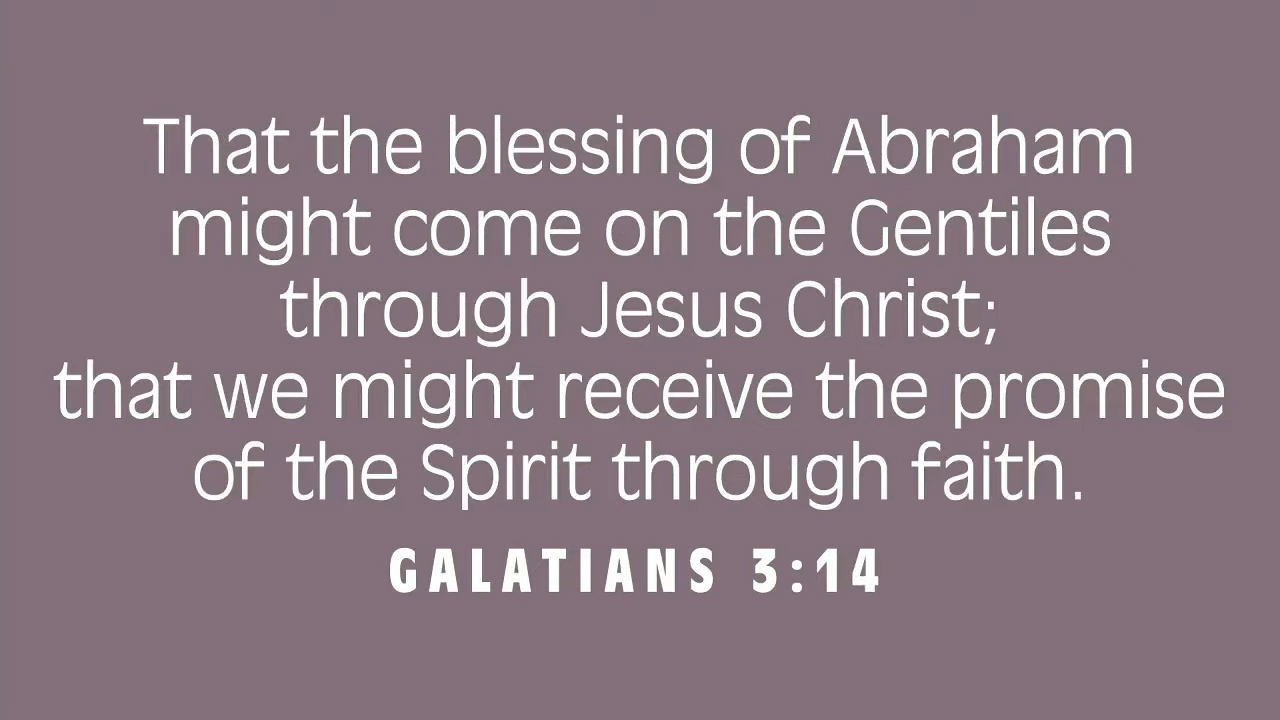 That the blessing of Abraham
might come on the Gentiles
through Jesus Christ;
that we might receive the promise
of the Spirit through faith.
GALATIANS 3:14